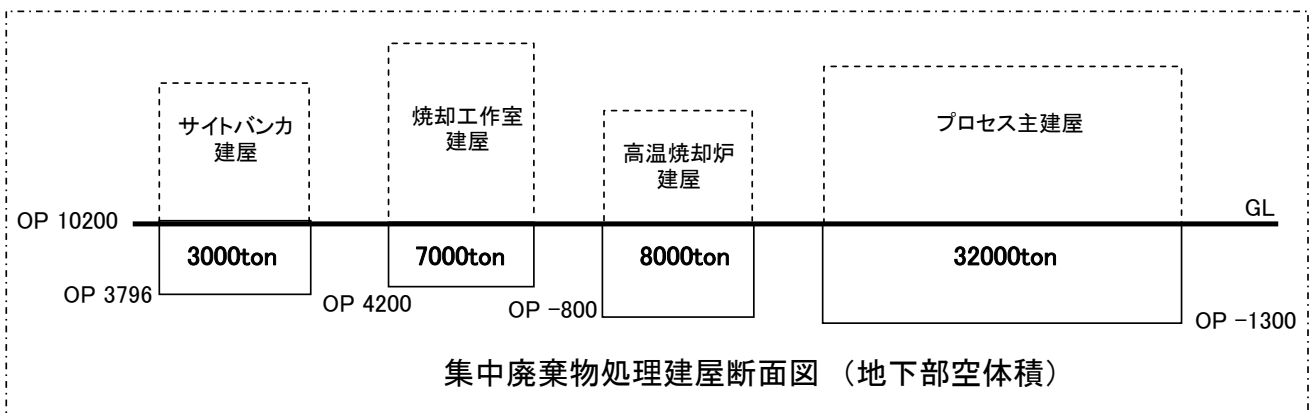 サイトバンカ
建屋
焼却工作室
建屋
高温焼却炉
建屋
プロセス主建屋
OP 10200
GL
3000ton
7000ton
8000ton
32000ton
OP 3796
OP 4200
OP -800
OP -1300
集中廃棄物処理建屋断面図 （地下部空体積）